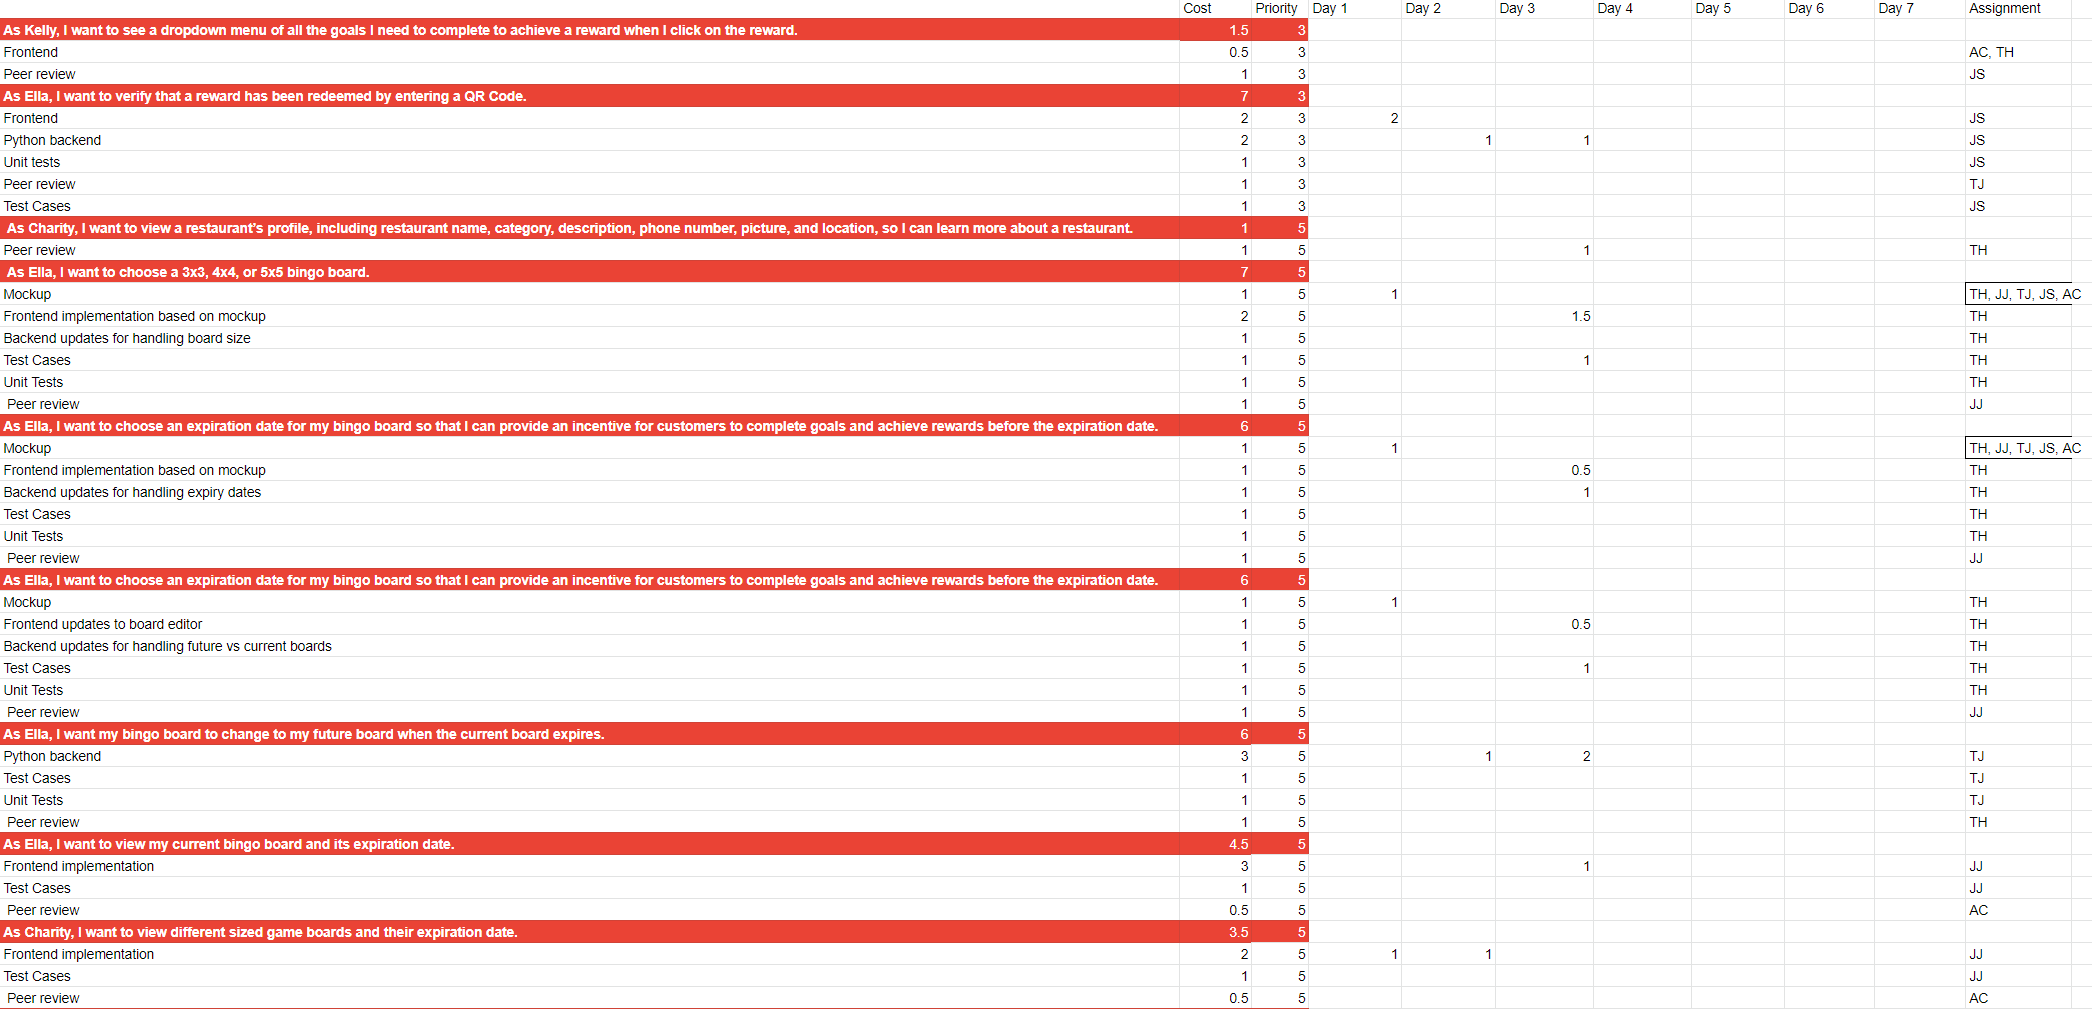 Cost Priority Day 1 Day 2 Day 3 Day 4 Day 5 Day 6 Day 7 Assignment
As Kelly, I want to see a dropdown menu of all the goals I need to complete to achieve a reward when I click on the reward. 1.5 3
Frontend 0.5 3 AC, TH
Peer review 1 3 JS
As Ella, I want to verify that a reward has been redeemed by entering a QR Code. 7 3
Frontend 2 3 2 JS
Python backend 2 3 1 1 JS
Unit tests 1 3 JS
Peer review 1 3 TJ
Test Cases 1 3 JS
As Charity, I want to view a restaurant's profile, including restaurant name, category, description, phone number, picture, and location, so I can learn more about a restaurant. 1 5
Peer review 1 5 1 TH
As Ella, I want to choose a 3x3, 4x4, or 5x5 bingo board. 7 5
Mockup 1 5 1 TH, JJ, TJ, JS, AC
Frontend implementation based on mockup 2 5 1.5 TH
Backend updates for handling board size 1 5 TH
Test Cases 1 5 1 TH
Unit Tests 1 5 TH
Peer review 1 5 JJ
As Ella, I want to choose an expiration date for my bingo board so that I can provide an incentive for customers to complete goals and achieve rewards before the expiration date. 6 5
Mockup 1 5 1 TH, JJ, TJ, JS, AC
Frontend implementation based on mockup 1 5 0.5 TH
Backend updates for handling expiry dates 1 5 1 TH
Test Cases 1 5 TH
Unit Tests 1 5 TH
Peer review 1 5 JJ
As Ella, I want to choose an expiration date for my bingo board so that I can provide an incentive for customers to complete goals and achieve rewards before the expiration date. 6 5
Mockup 1 5 1 TH
Frontend updates to board editor 1 5 0.5 TH
Backend updates for handling future vs current boards 1 5 TH
Test Cases 1 5 1 TH
Unit Tests 1 5 TH
Peer review 1 5 JJ
As Ella, I want my bingo board to change to my future board when the current board expires. 6 5
Python backend 3 5 1 2 TJ
Test Cases 1 5 TJ
Unit Tests 1 5 TJ
Peer review 1 5 TH
As Ella, I want to view my current bingo board and its expiration date. 4.5 5
Frontend implementation 3 5 1 JJ
Test Cases 1 5 JJ
Peer review 0.5 5 AC
As Charity, I want to view different sized game boards and their expiration date. 3.5 5
Frontend implementation 2 5 1 1 JJ
Test Cases 1 5 JJ
Peer review 0.5 5 AC